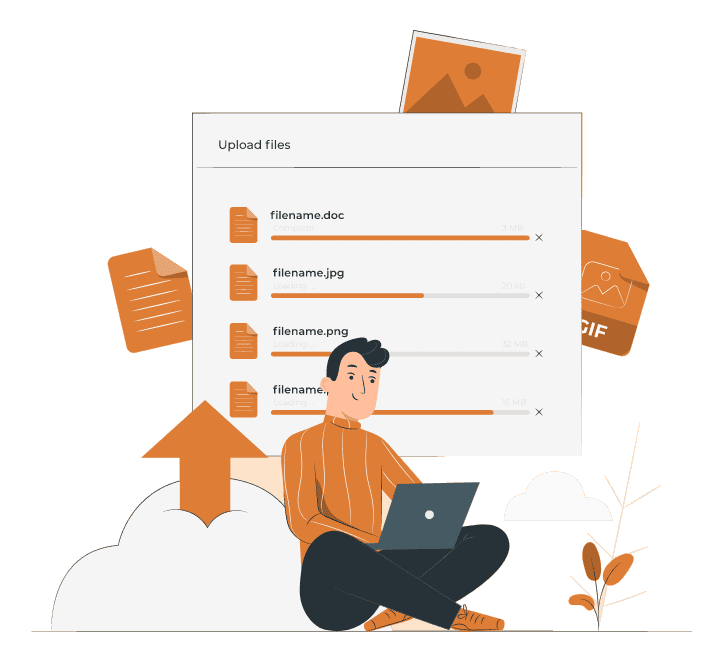 Upload files
filename.doc
Complete 3 MB
filename.jpg
Loading ... 20 kb
filename.png
Loading ... 32 MB
filename.
Loading ... 15 MB
GIF